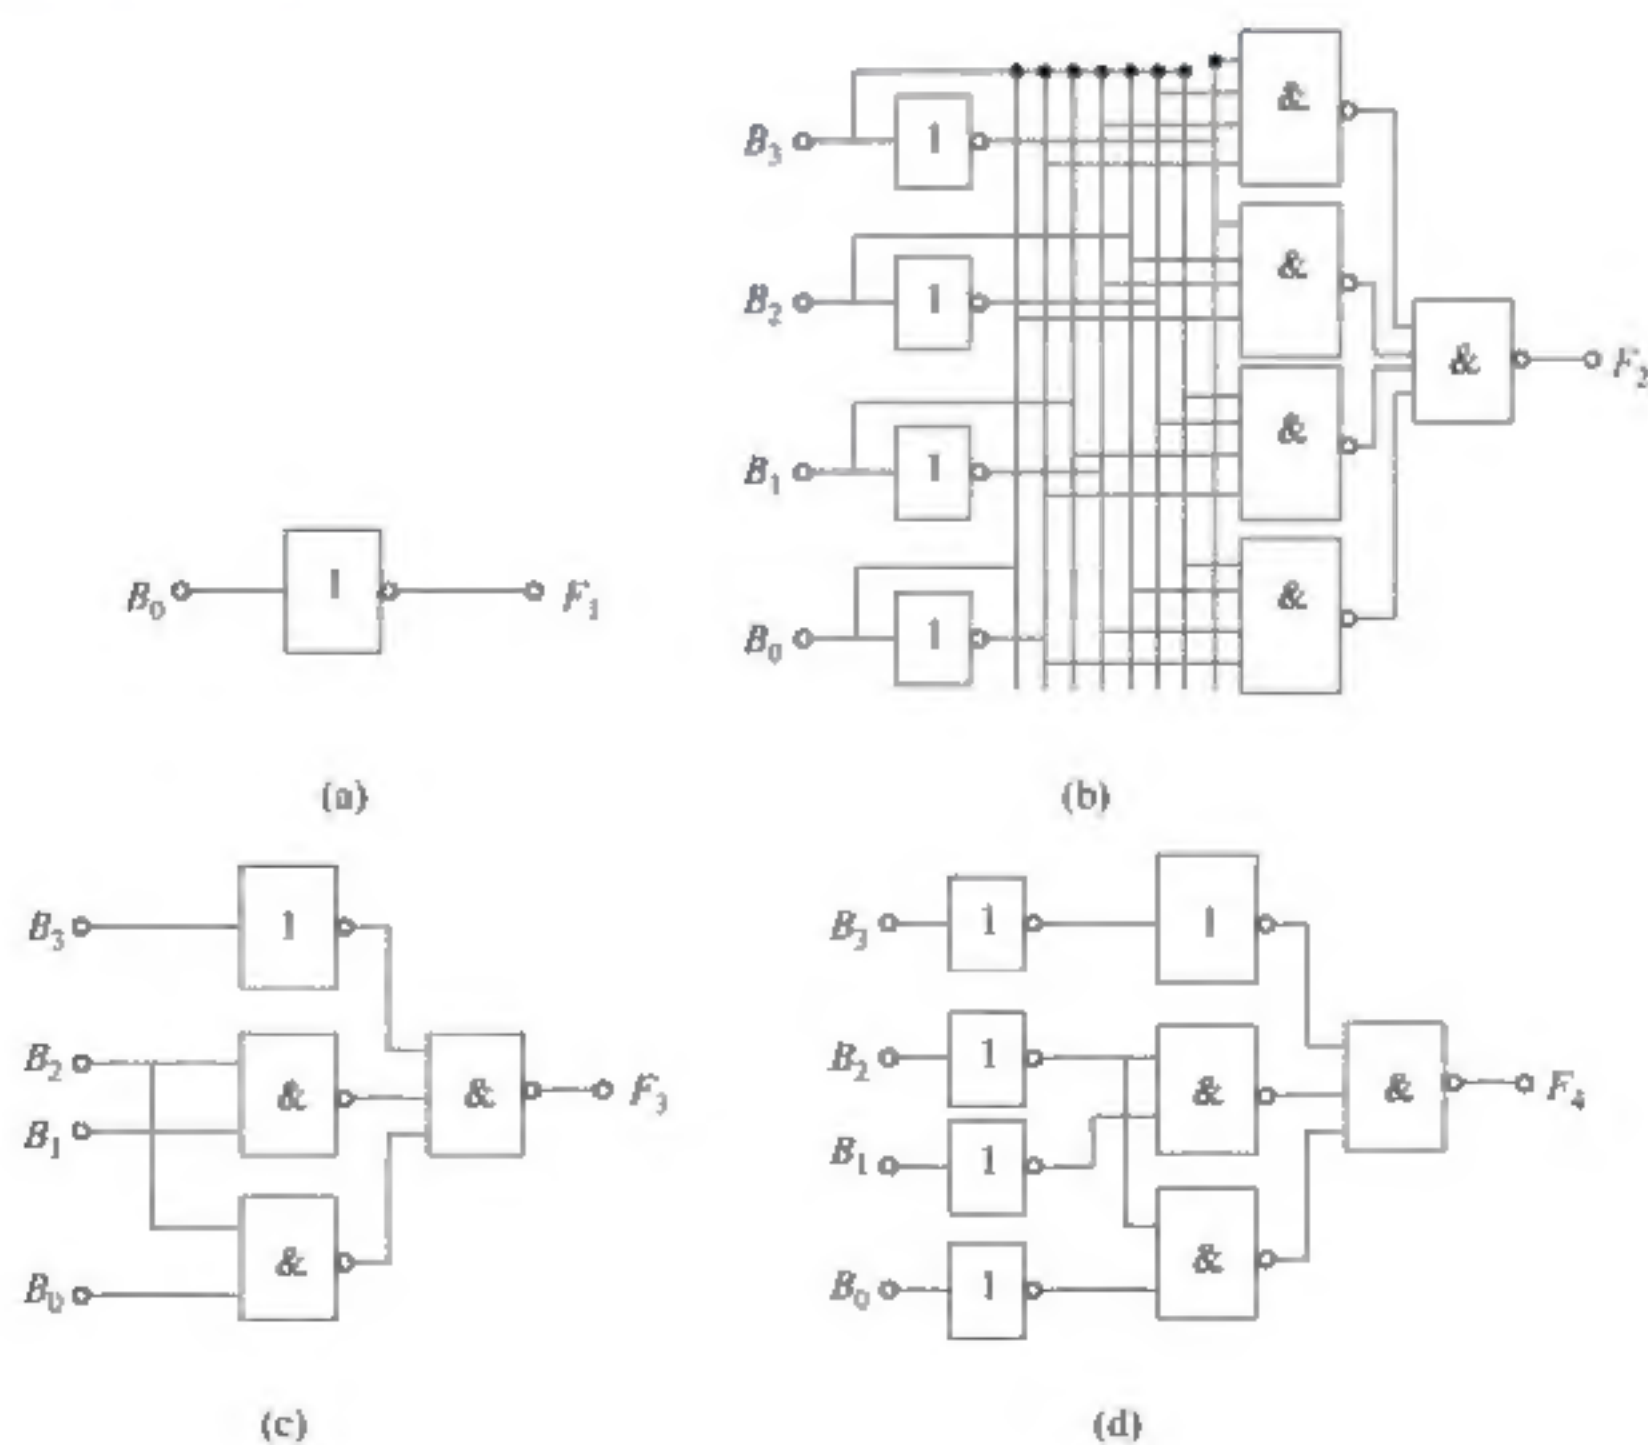 &
B₃ 1
&
B₂ 1
& F₂
&
B₁ 1
B₀ 1 F₁
&
B₀ 1
(a) (b)
B₃ 1
B₃ 1 1
B₂ 1
& & F₃
& & F₄
B₁
B₁ 1
&
&
B₀
B₀ 1
(c) (d)